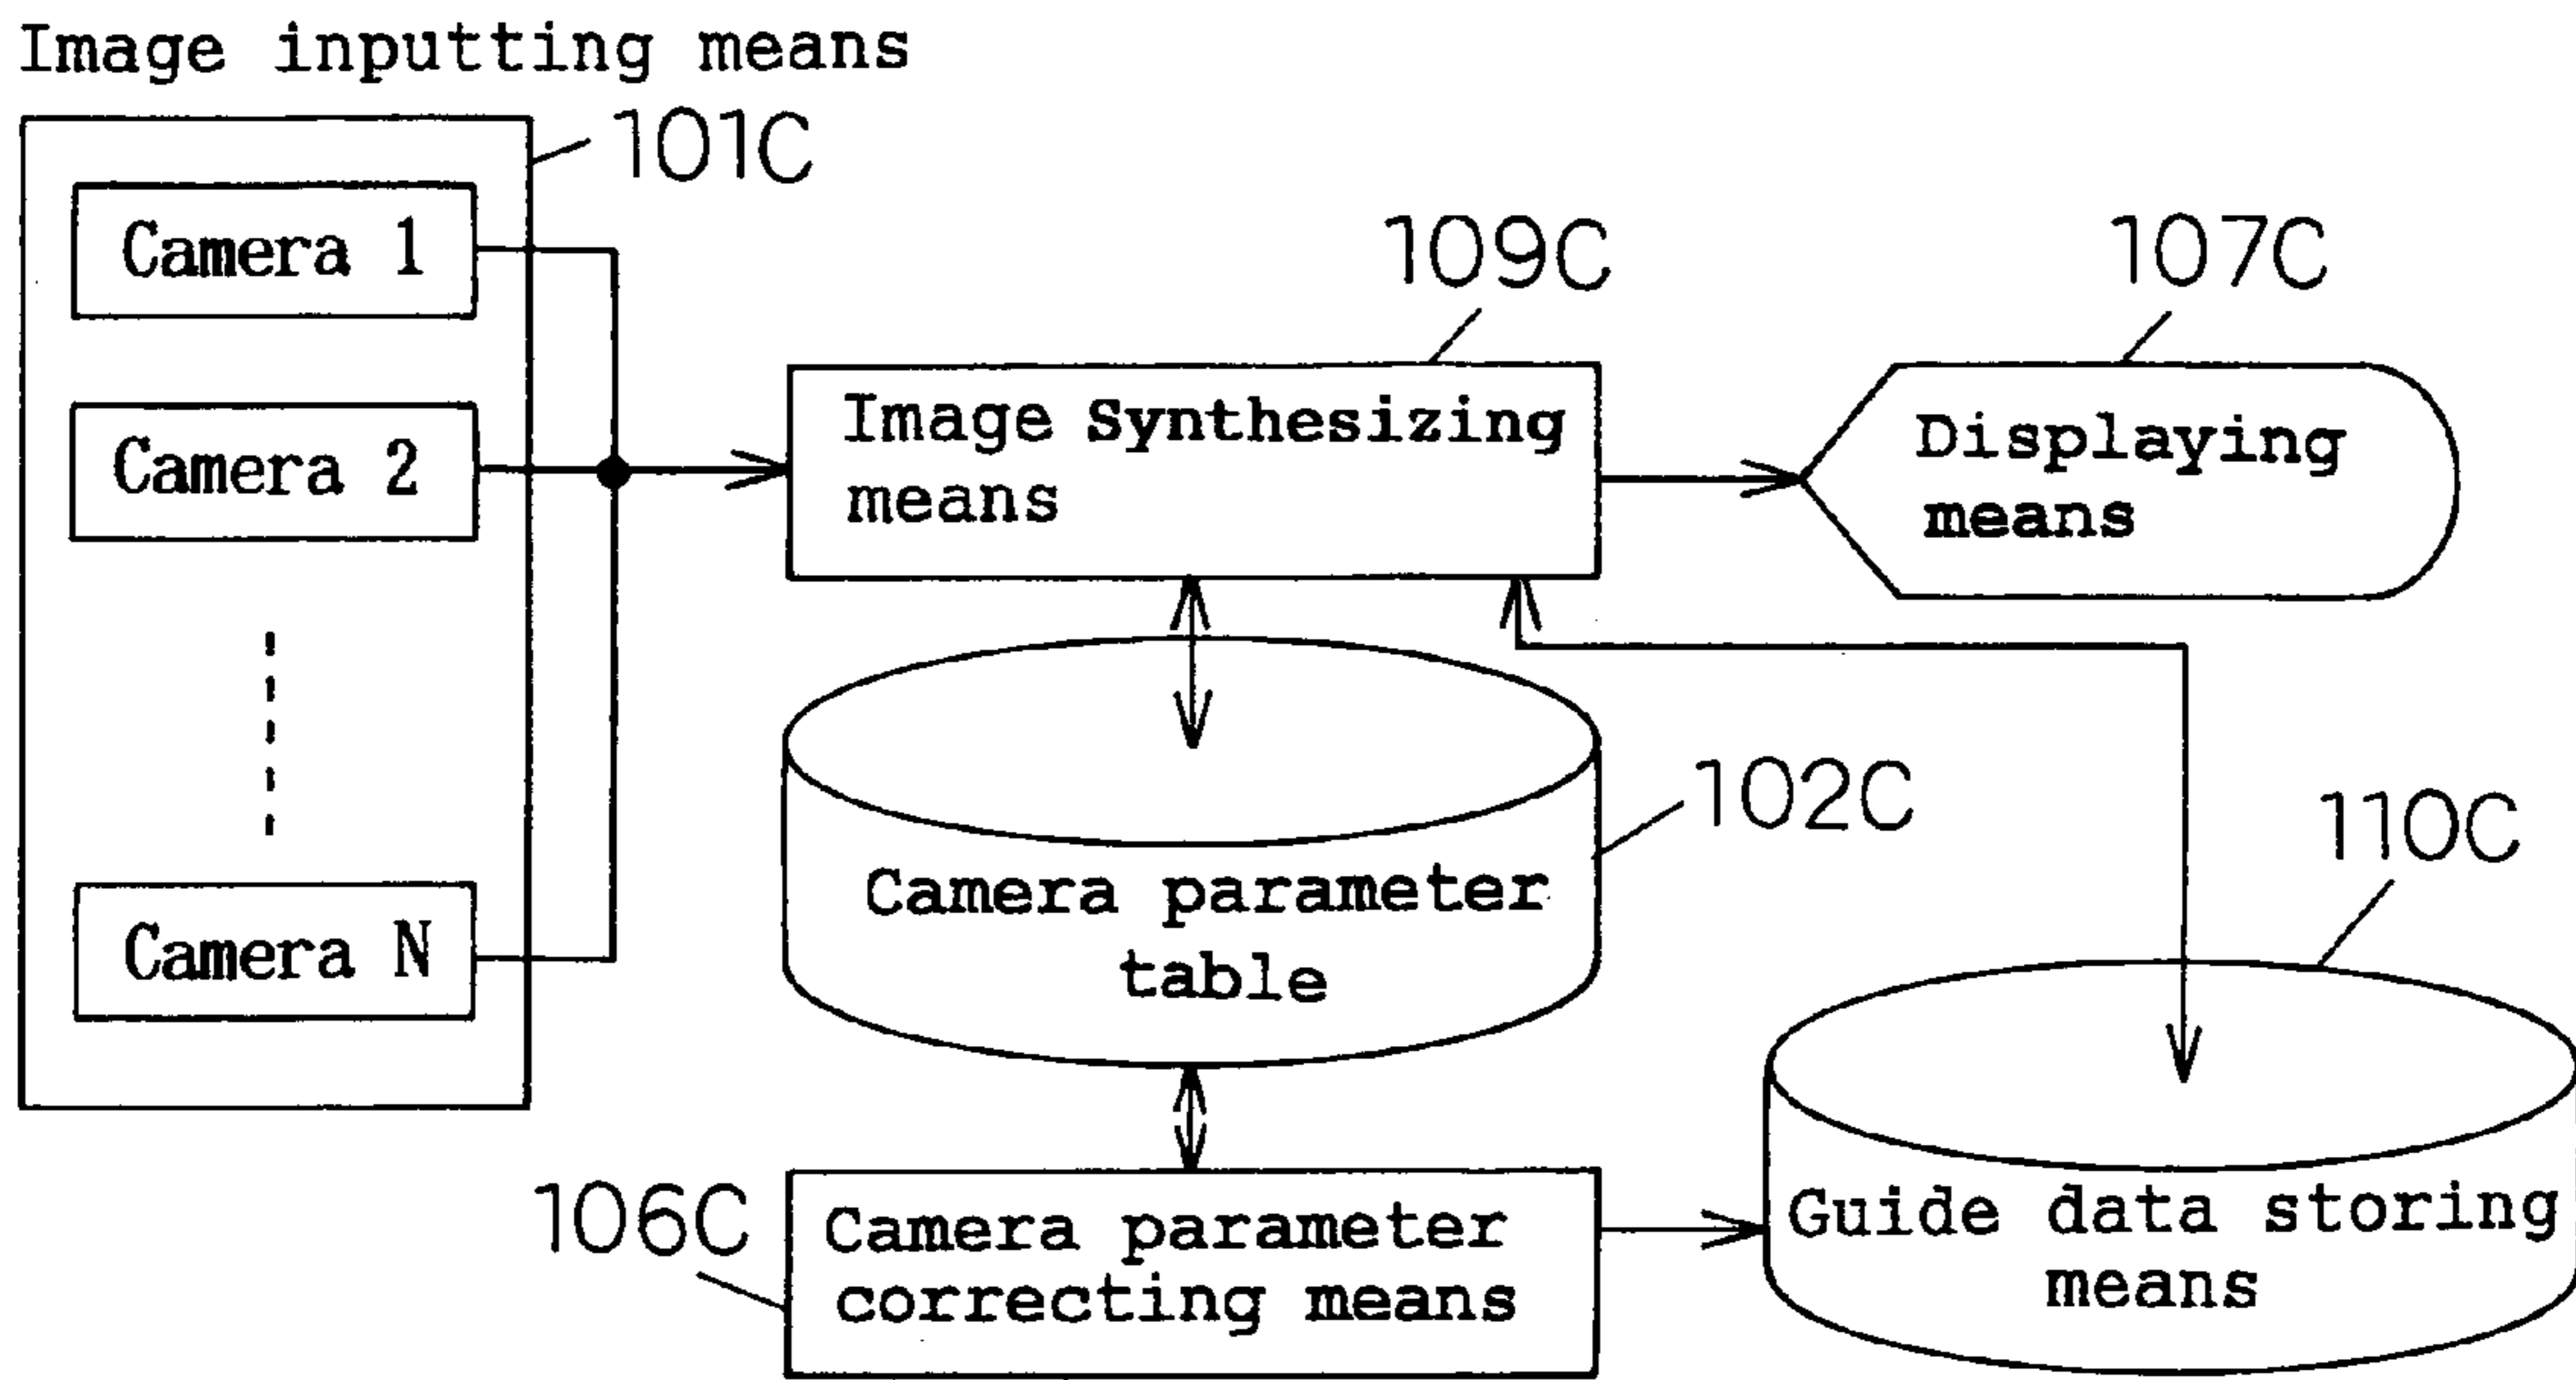 Image inputting means
101C
Camera 1
Camera 2
Camera N
109C
Image Synthesizing
means
107C
Displaying
means
102C
Camera parameter
table
110C
Guide data storing
means
106C
Camera parameter
correcting means